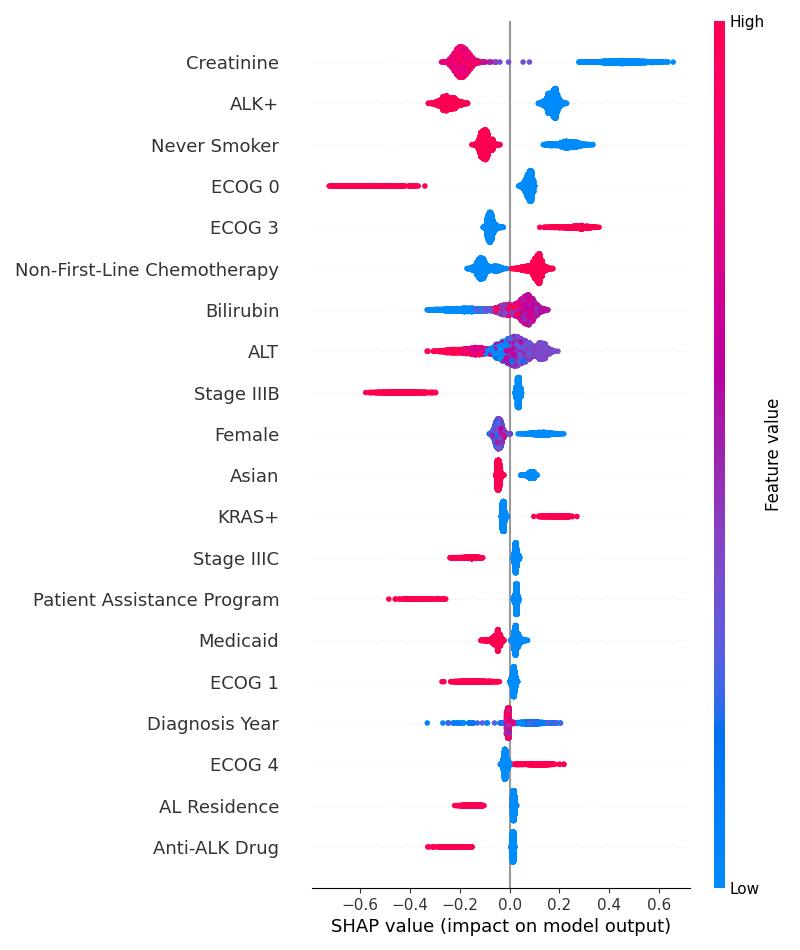 High
Creatinine
ALK+
Never Smoker
ECOG 0
ECOG 3
Non-First-Line Chemotherapy
Bilirubin
ALT
Stage IIIB
Female
Asian
KRAS+
Stage IIIC
Patient Assistance Program
Medicaid
ECOG 1
Diagnosis Year
ECOG 4
AL Residence
Anti-ALK Drug
Feature value
Low
−0.6 −0.4 −0.2 0.0 0.2 0.4 0.6
SHAP value (impact on model output)